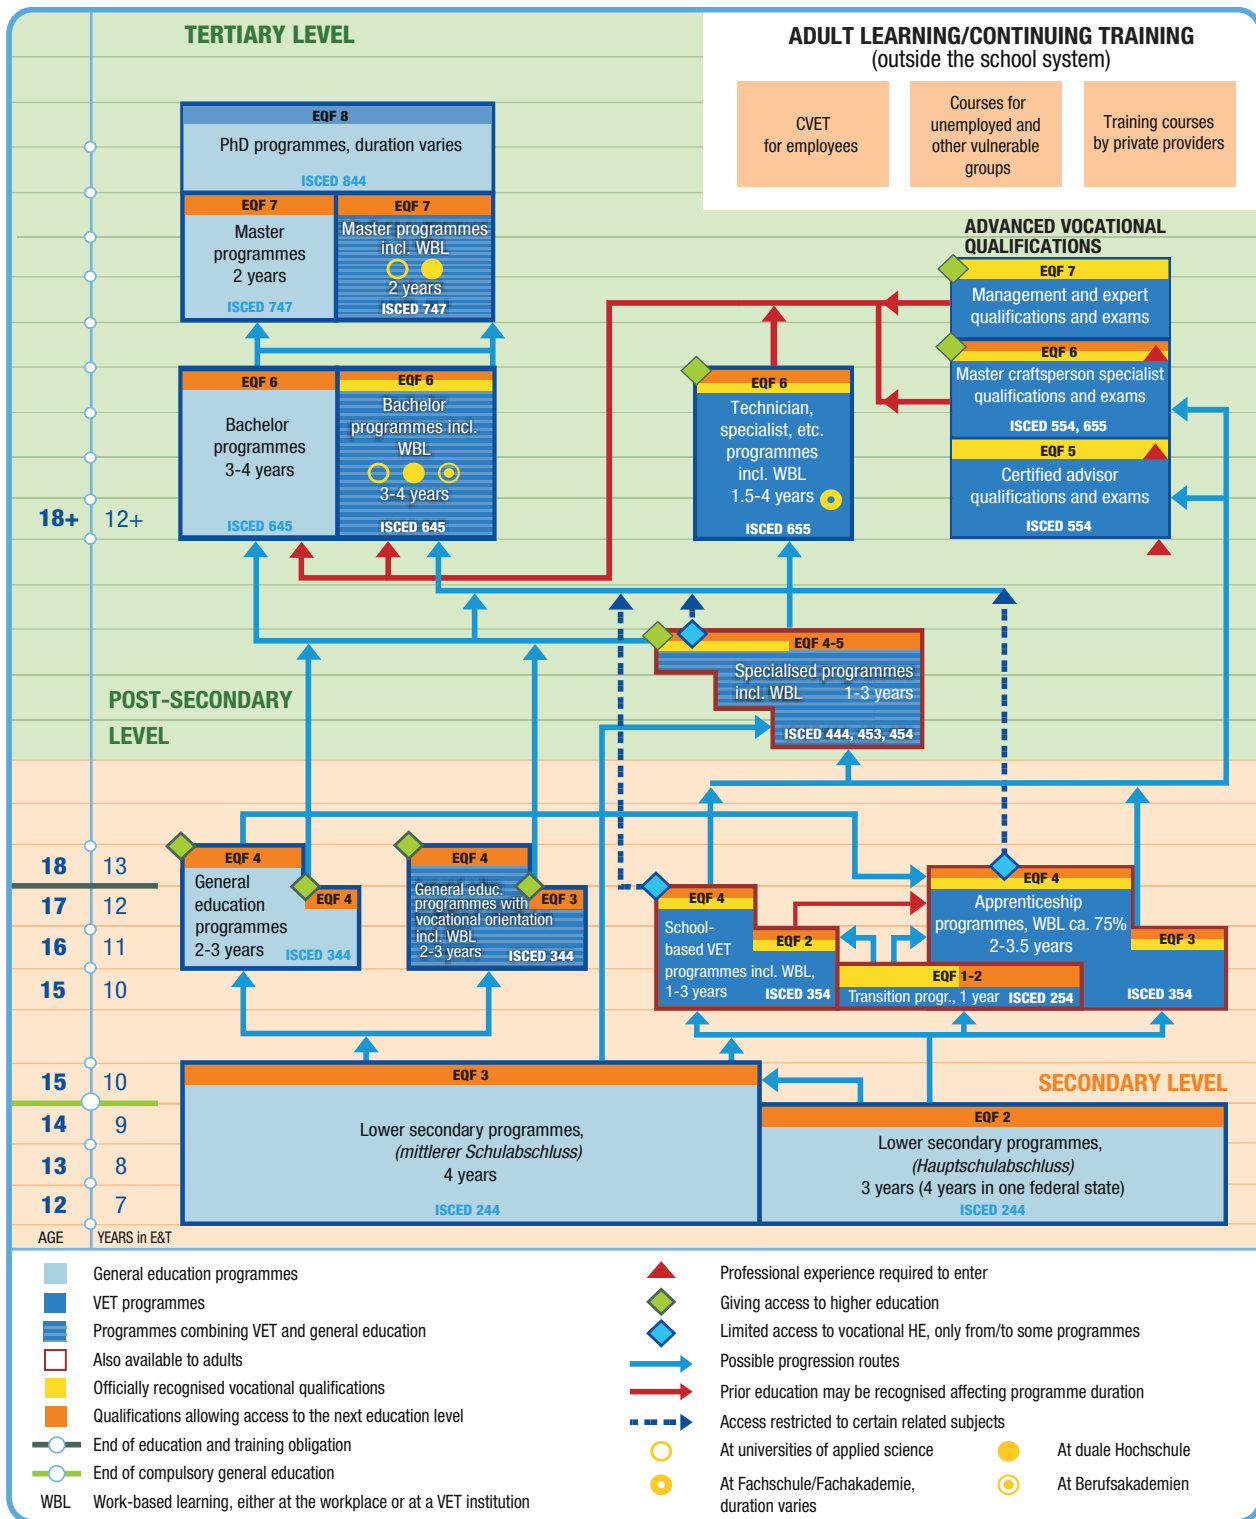 TERTIARY LEVEL
ADULT LEARNING/CONTINUING TRAINING
(outside the school system)
CVET
for employees
Courses for
unemployed and
other vulnerable
groups
Training courses
by private providers
EQF 8
PhD programmes, duration varies
ISCED 844
EQF 7
Master
programmes
2 years
ISCED 747
EQF 7
Master programmes
incl. WBL
2 years
ISCED 747
ADVANCED VOCATIONAL
QUALIFICATIONS
EQF 7
Management and expert
qualifications and exams
EQF 6
Master craftsperson specialist
qualifications and exams
ISCED 554, 655
EQF 5
Certified advisor
qualifications and exams
ISCED 554
EQF 6
Bachelor
programmes
3-4 years
ISCED 645
EQF 6
Bachelor
programmes incl.
WBL
3-4 years
ISCED 645
EQF 6
Technician,
specialist, etc.
programmes
incl. WBL
1.5-4 years
ISCED 655
18+ 12+
EQF 4-5
Specialised programmes
incl. WBL 1-3 years
ISCED 444, 453, 454
POST-SECONDARY
LEVEL
18 13
17 12
16 11
15 10
EQF 4
General
education
programmes
2-3 years
EQF 4
ISCED 344
EQF 4
General educ.
programmes with
vocational orientation
incl. WBL
2-3 years
EQF 3
ISCED 344
EQF 4
School-
based VET
programmes incl. WBL,
1-3 years
EQF 2
ISCED 354
EQF 1-2
Transition progr., 1 year ISCED 254
EQF 4
Apprenticeship
programmes, WBL ca. 75%
2-3.5 years
EQF 3
ISCED 354
15 10
14 9
13 8
12 7
AGE YEARS in E&T
SECONDARY LEVEL
EQF 3
Lower secondary programmes,
(mittlerer Schulabschluss)
4 years
ISCED 244
EQF 2
Lower secondary programmes,
(Hauptschulabschluss)
3 years (4 years in one federal state)
ISCED 244
General education programmes
VET programmes
Programmes combining VET and general education
Also available to adults
Officially recognised vocational qualifications
Qualifications allowing access to the next education level
End of education and training obligation
End of compulsory general education
WBL Work-based learning, either at the workplace or at a VET institution
Professional experience required to enter
Giving access to higher education
Limited access to vocational HE, only from/to some programmes
Possible progression routes
Prior education may be recognised affecting programme duration
Access restricted to certain related subjects
At universities of applied science
At duale Hochschule
At Fachschule/Fachakademie,
duration varies
At Berufsakademien